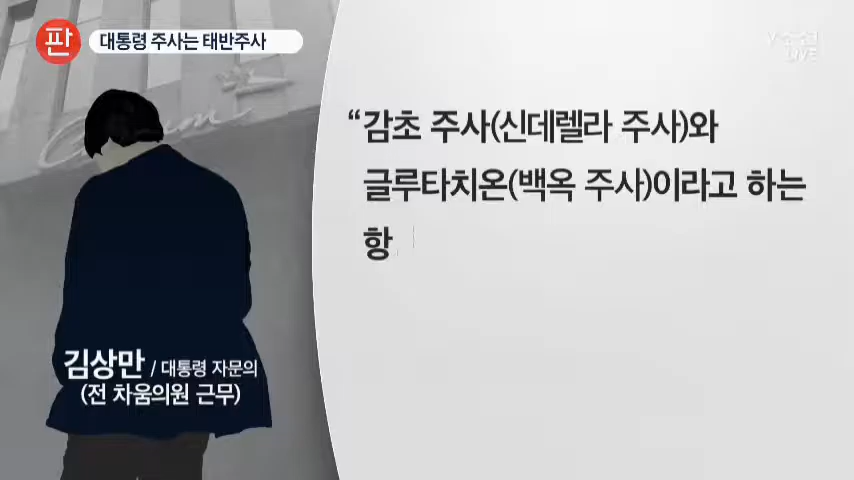 판
대통령 주사는 태반주사
LIVE
“감초 주사(신데렐라 주사)와
글루타치온(백옥 주사)이라고 하는
항
김상만 / 대통령 자문의
(전 차움의원 근무)